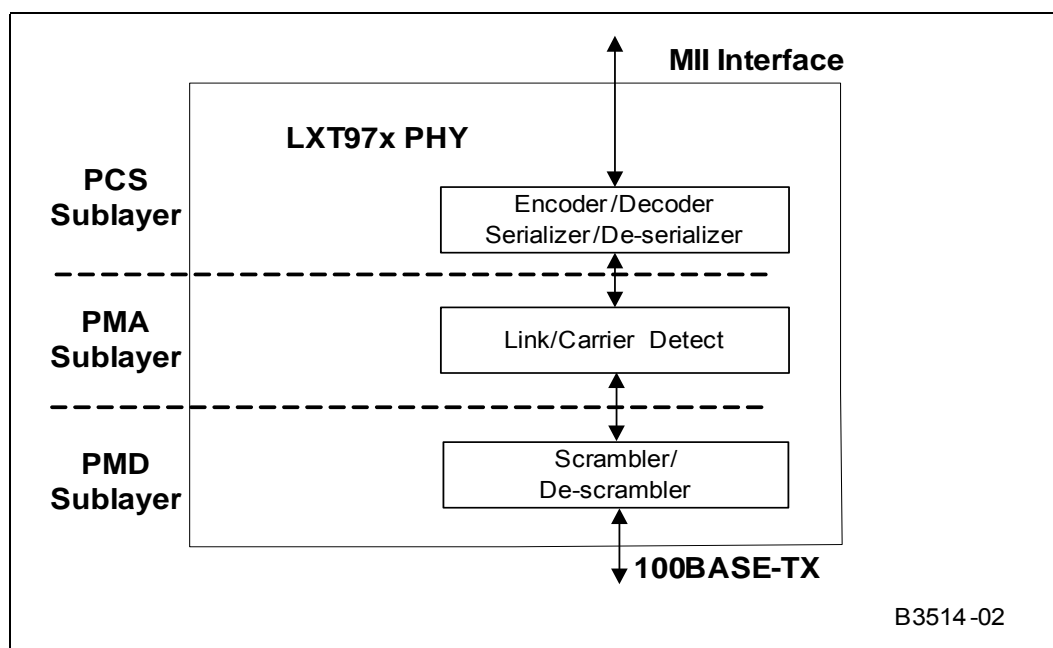 MII Interface
LXT97x PHY
PCS
Sublayer
Encoder/Decoder
Serializer/De-serializer
PMA
Sublayer
Link/Carrier Detect
PMD
Sublayer
Scrambler/
De-scrambler
100BASE-TX
B3514-02